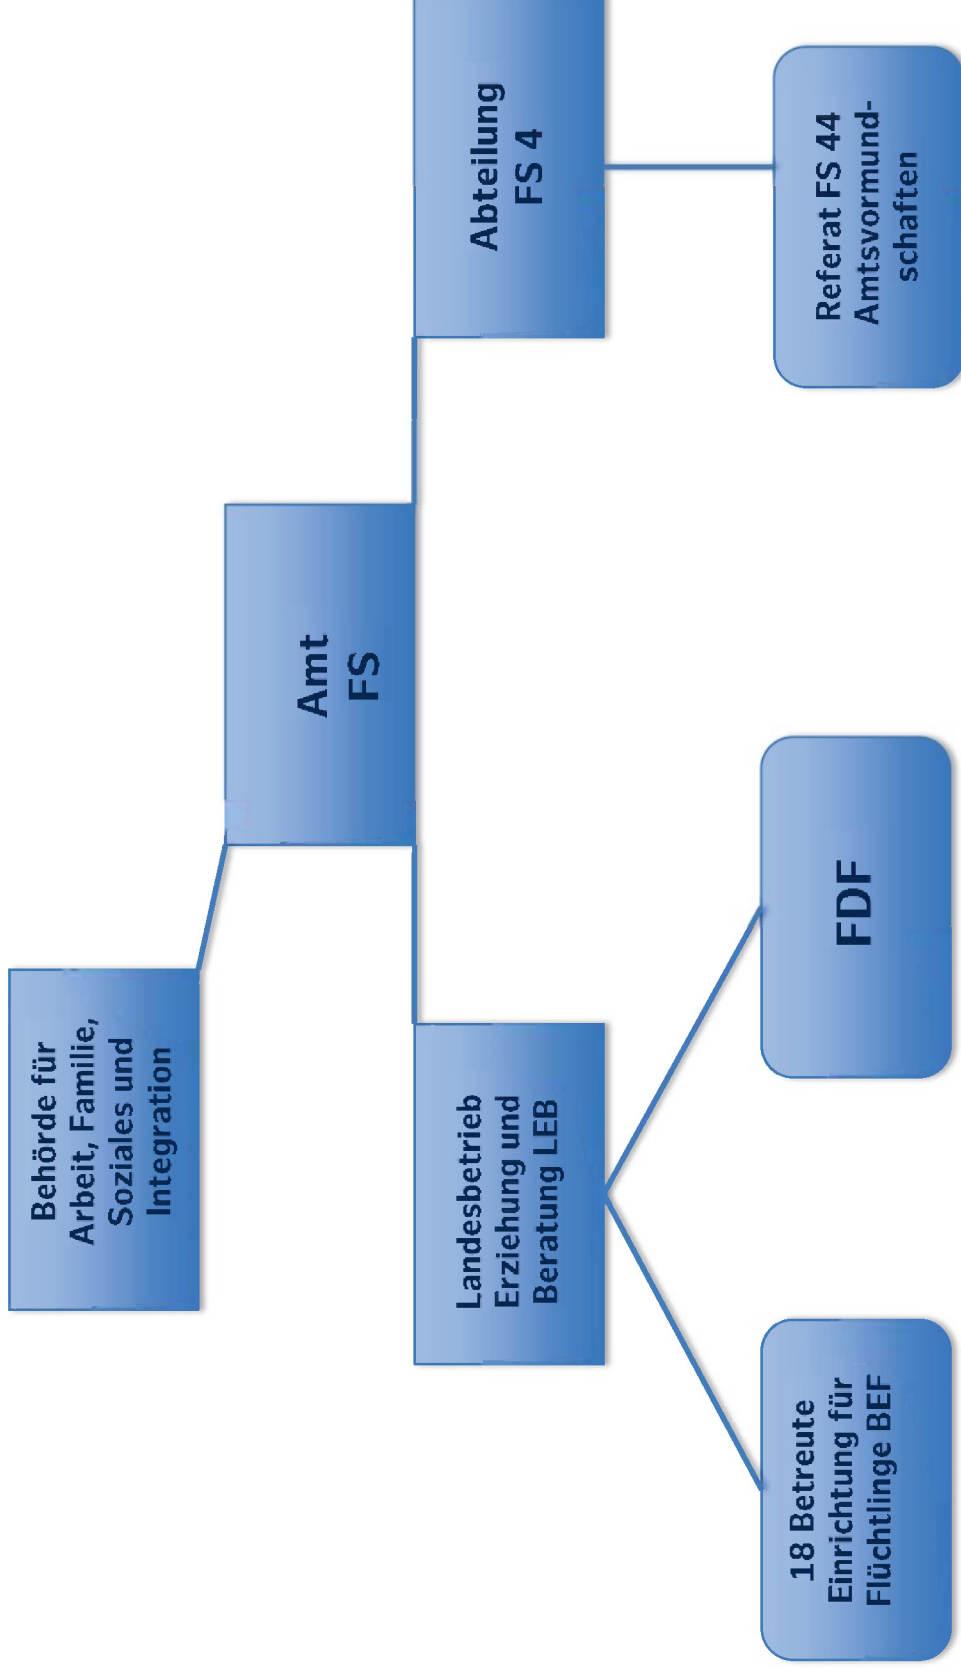 Behörde für
Arbeit, Familie,
Soziales und
Integration
Amt
FS
Landesbetrieb
Erziehung und
Beratung LEB
Abteilung
FS 4
18 Betreute
Einrichtung für
Flüchtlinge BEF
FDF
Referat FS 44
Amtsvormund-
schaften